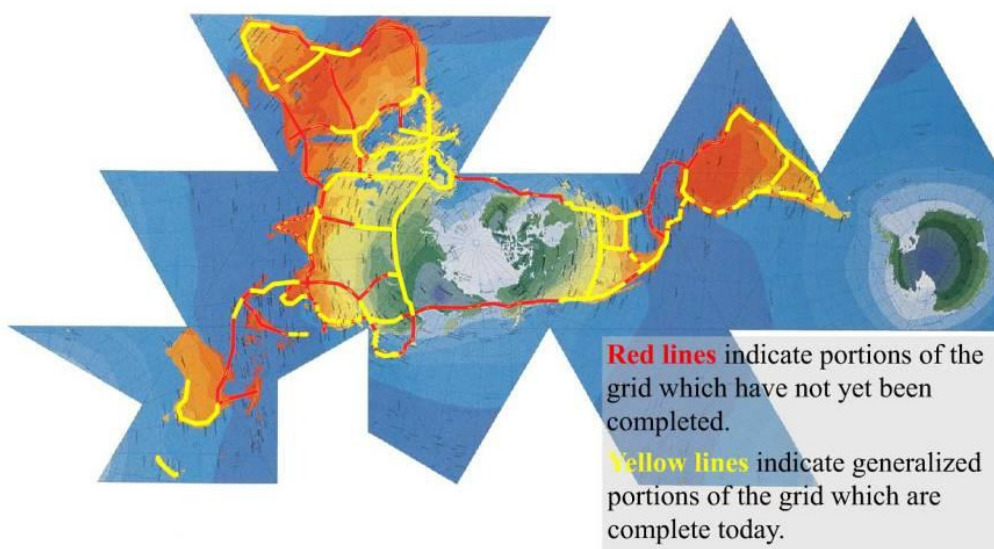 Red lines indicate portions of the
grid which have not yet been
completed.
Yellow lines indicate generalized
portions of the grid which are
complete today.